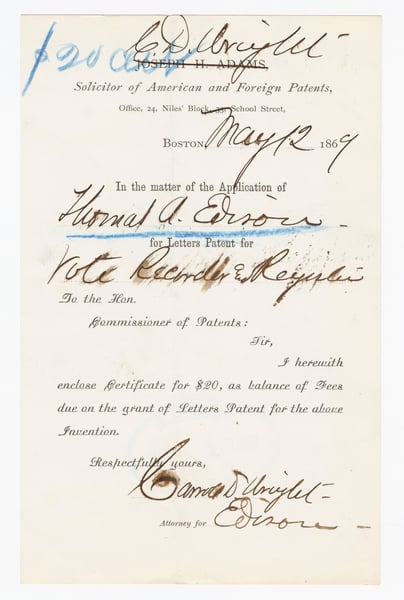 $20 
C. D. Wright
JOSEPH H. ADAMS,
Solicitor of American and Foreign Patents,
Office, 24, Niles' Block, 33, School Street,
BOSTON, May 12 1869
In the matter of the Application of
Thomas A. Edison
for Letters Patent for
Vote Recorder & Register
To the Hon.
Commissioner of Patents:
Sir,
I herewith
enclose Certificate for $20, as balance of Fees
due on the grant of Letters Patent for the above
Invention.
Respectfully yours,
Carroll D Wright
Attorney for Edison